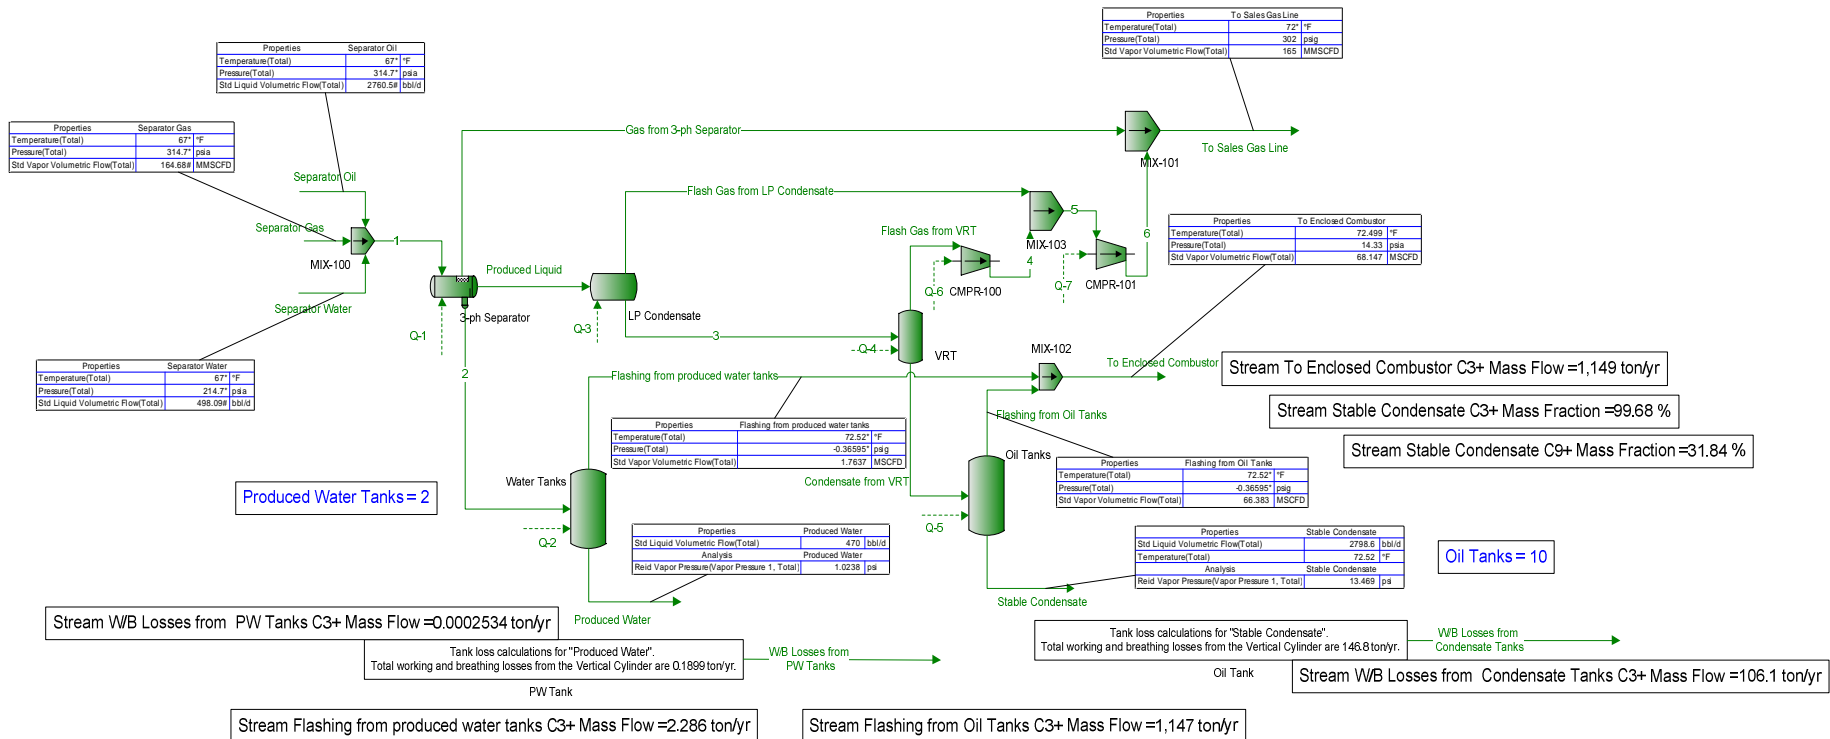 Properties To Sales Gas Line
Temperature(Total) 72* °F
Pressure(Total) 302 psig
Std Vapor Volumetric Flow(Total) 165 MMSCFD
Properties Separator Oil
Temperature(Total) 67* °F
Pressure(Total) 314.7* psia
Std Liquid Volumetric Flow(Total) 2760.5# bbl/d
Properties Separator Gas
Temperature(Total) 67* °F
Pressure(Total) 314.7* psia
Std Vapor Volumetric Flow(Total) 164.68# MMSCFD
Gas from 3-ph Separator
MIX-101
To Sales Gas Line
Separator Oil
Flash Gas from LP Condensate
Separator Gas
1
MIX-100
Flash Gas from VRT
5
MIX-103
6
4
Properties To Enclosed Combustor
Temperature(Total) 72.499 °F
Pressure(Total) 14.33 psia
Std Vapor Volumetric Flow(Total) 68.147 MSCFD
Produced Liquid
Q-6
CMPR-100
Q-7
CMPR-101
Separator Water
3-ph Separator
LP Condensate
Q-1
Q-3
3
Q-4
VRT
MIX-102
To Enclosed Combustor
Stream To Enclosed Combustor C3+ Mass Flow =1,149 ton/yr
Properties Separator Water
Temperature(Total) 67* °F
Pressure(Total) 214.7* psia
Std Liquid Volumetric Flow(Total) 498.09# bbl/d
2
Flashing from produced water tanks
Stream Stable Condensate C3+ Mass Fraction =99.68 %
Flashing from Oil Tanks
Properties Flashing from produced water tanks
Temperature(Total) 72.52* °F
Pressure(Total) -0.36595* psig
Std Vapor Volumetric Flow(Total) 1.7637 MSCFD
Stream Stable Condensate C9+ Mass Fraction =31.84 %
Oil Tanks
Properties Flashing from Oil Tanks
Temperature(Total) 72.52* °F
Pressure(Total) -0.36595* psig
Std Vapor Volumetric Flow(Total) 66.383 MSCFD
Water Tanks
Condensate from VRT
Produced Water Tanks = 2
Q-2
Q-5
Properties Produced Water
Std Liquid Volumetric Flow(Total) 470 bbl/d
Analysis Produced Water
Reid Vapor Pressure(Vapor Pressure 1, Total) 1.0238 psi
Properties Stable Condensate
Std Liquid Volumetric Flow(Total) 2798.6 bbl/d
Temperature(Total) 72.52 °F
Analysis Stable Condensate
Reid Vapor Pressure(Vapor Pressure 1, Total) 13.469 psi
Oil Tanks = 10
Stable Condensate
Produced Water
Stream W/B Losses from PW Tanks C3+ Mass Flow =0.0002534 ton/yr
Tank loss calculations for "Produced Water".
Total working and breathing losses from the Vertical Cylinder are 0.1899 ton/yr.
PW Tank
W/B Losses from
PW Tanks
Tank loss calculations for "Stable Condensate".
Total working and breathing losses from the Vertical Cylinder are 146.8 ton/yr.
Oil Tank
W/B Losses from
Condensate Tanks
Stream W/B Losses from Condensate Tanks C3+ Mass Flow =106.1 ton/yr
Stream Flashing from produced water tanks C3+ Mass Flow =2.286 ton/yr
Stream Flashing from Oil Tanks C3+ Mass Flow =1,147 ton/yr